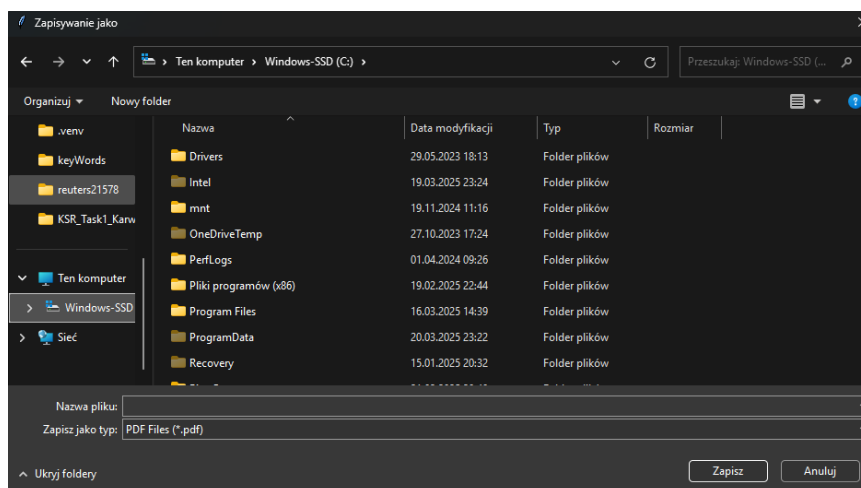 Zapisywanie jako
Ten komputer > Windows-SSD (C:) >
Przeszukaj: Windows-SSD (...
Organizuj Nowy folder
Nazwa Data modyfikacji Typ Rozmiar
.venv
keyWords
reuters21578
KSR_Task1_Karw
Ten komputer
Windows-SSD
Sieć
Drivers 29.05.2023 18:13 Folder plików
Intel 19.03.2025 23:24 Folder plików
mnt 19.11.2024 11:16 Folder plików
OneDriveTemp 27.10.2023 17:24 Folder plików
PerfLogs 01.04.2024 09:26 Folder plików
Pliki programów (x86) 19.02.2025 22:44 Folder plików
Program Files 16.03.2025 14:39 Folder plików
ProgramData 20.03.2025 23:22 Folder plików
Recovery 15.01.2025 20:32 Folder plików
Nazwa pliku:
Zapisz jako typ: PDF Files (*.pdf)
Ukryj foldery
Zapisz Anuluj